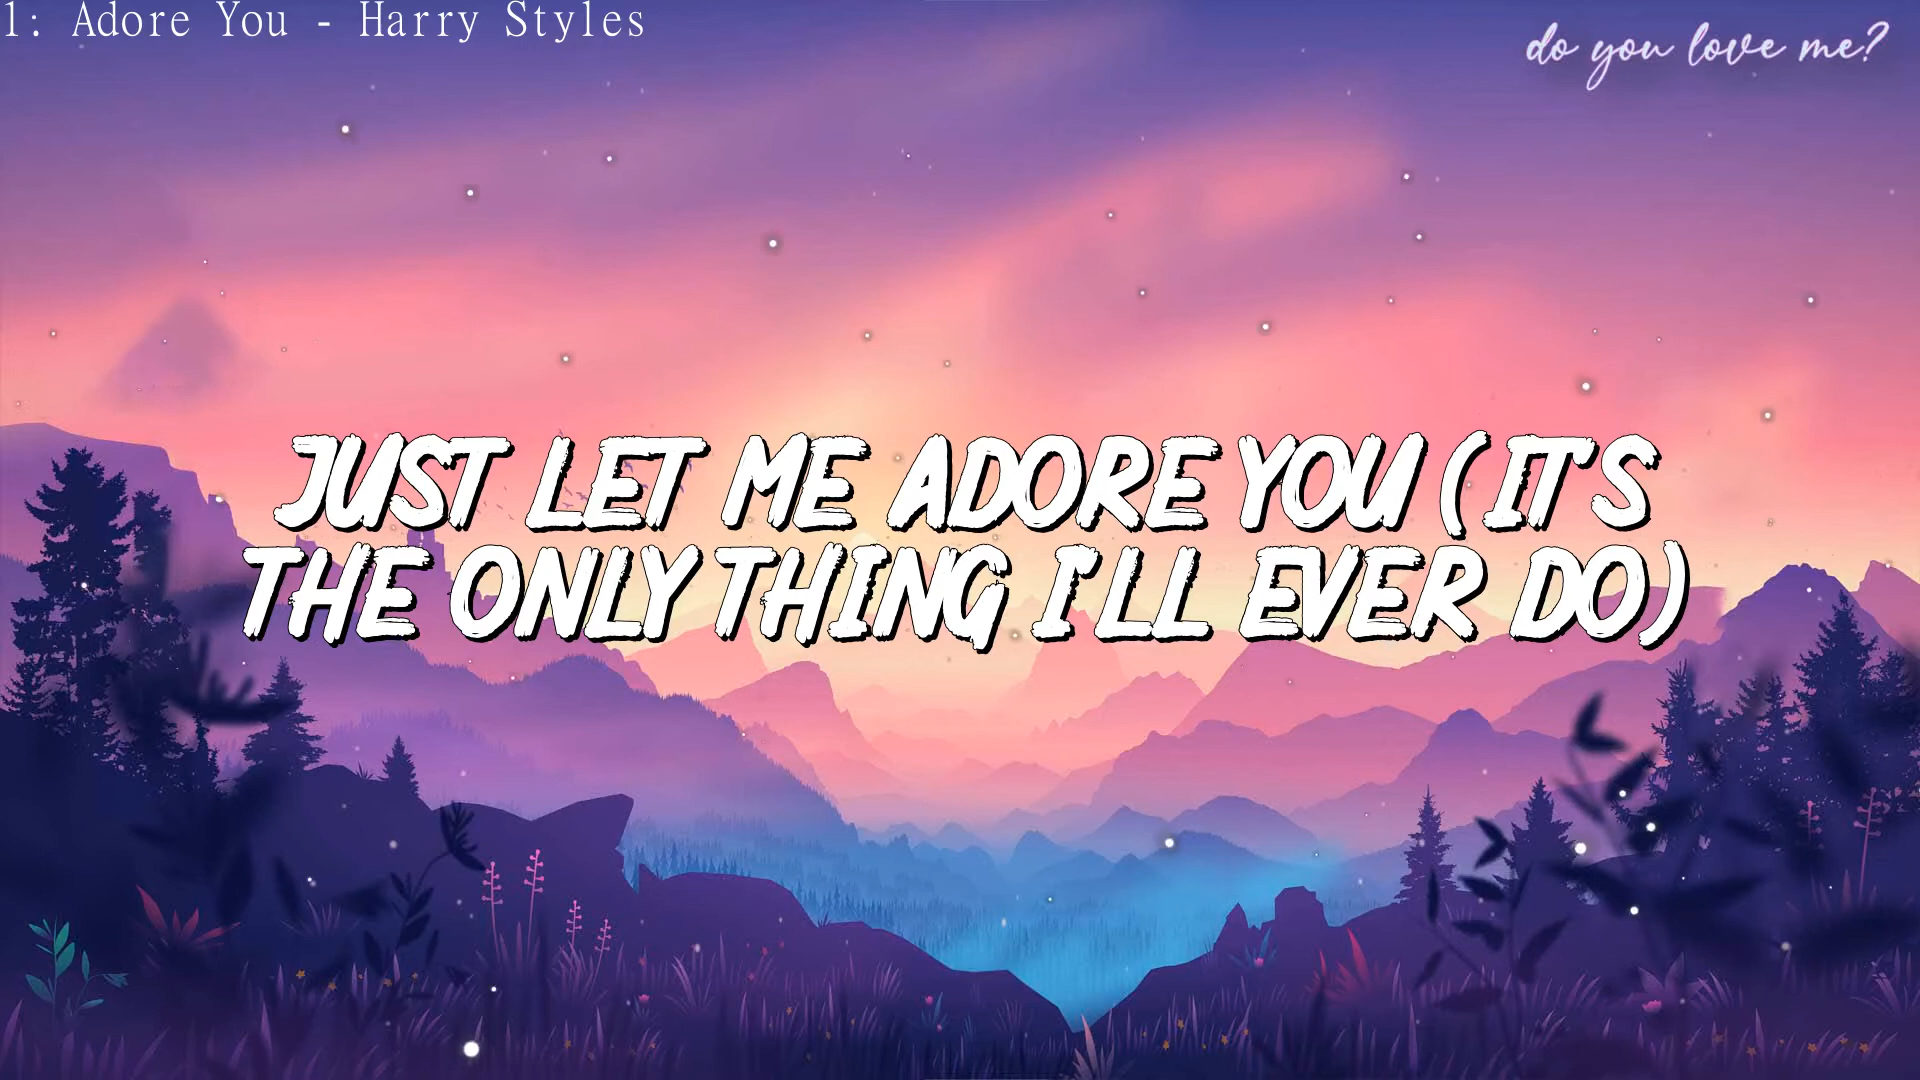 1: Adore You - Harry Styles
do you love me?
JUST LET ME ADORE YOU (IT'S
THE ONLY THING I'LL EVER DO)